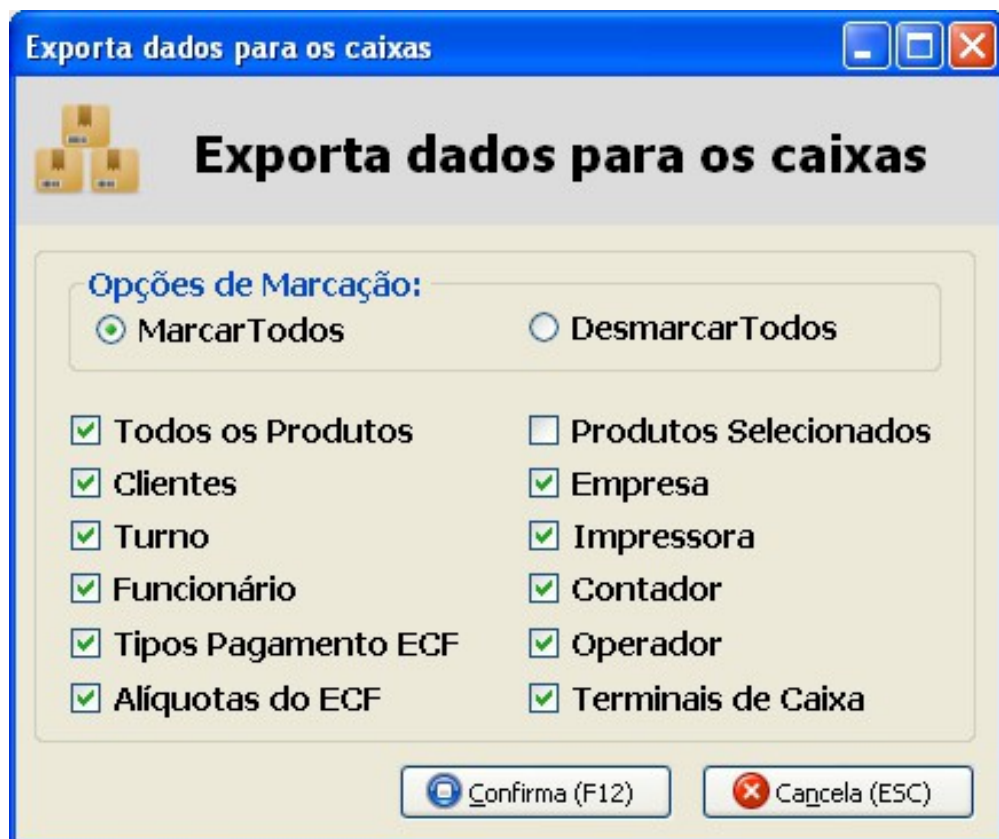 Exporta dados para os caixas
Exporta dados para os caixas
Opções de Marcação:
MarcarTodos DesmarcarTodos
Todos os Produtos Produtos Selecionados
Clientes Empresa
Turno Impressora
Funcionário Contador
Tipos Pagamento ECF Operador
Alíquotas do ECF Terminais de Caixa
Confirma (F12) Cancela (ESC)